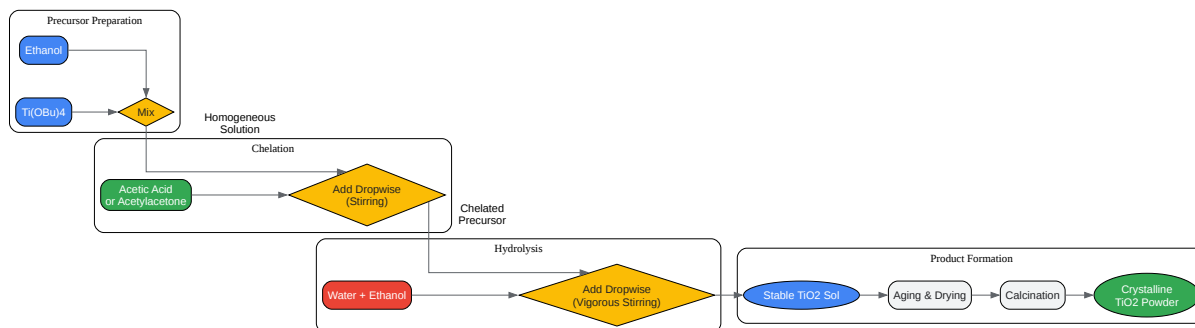 Precursor Preparation
Ethanol
Ti(OBu)4
Mix
Homogeneous
Solution
Chelation
Acetic Acid
or Acetylacetone
Add Dropwise
(Stirring)
Chelated
Precursor
Hydrolysis
Water + Ethanol
Add Dropwise
(Vigorous Stirring)
Product Formation
Stable TiO2 Sol
Aging & Drying
Calcination
Crystalline
TiO2 Powder